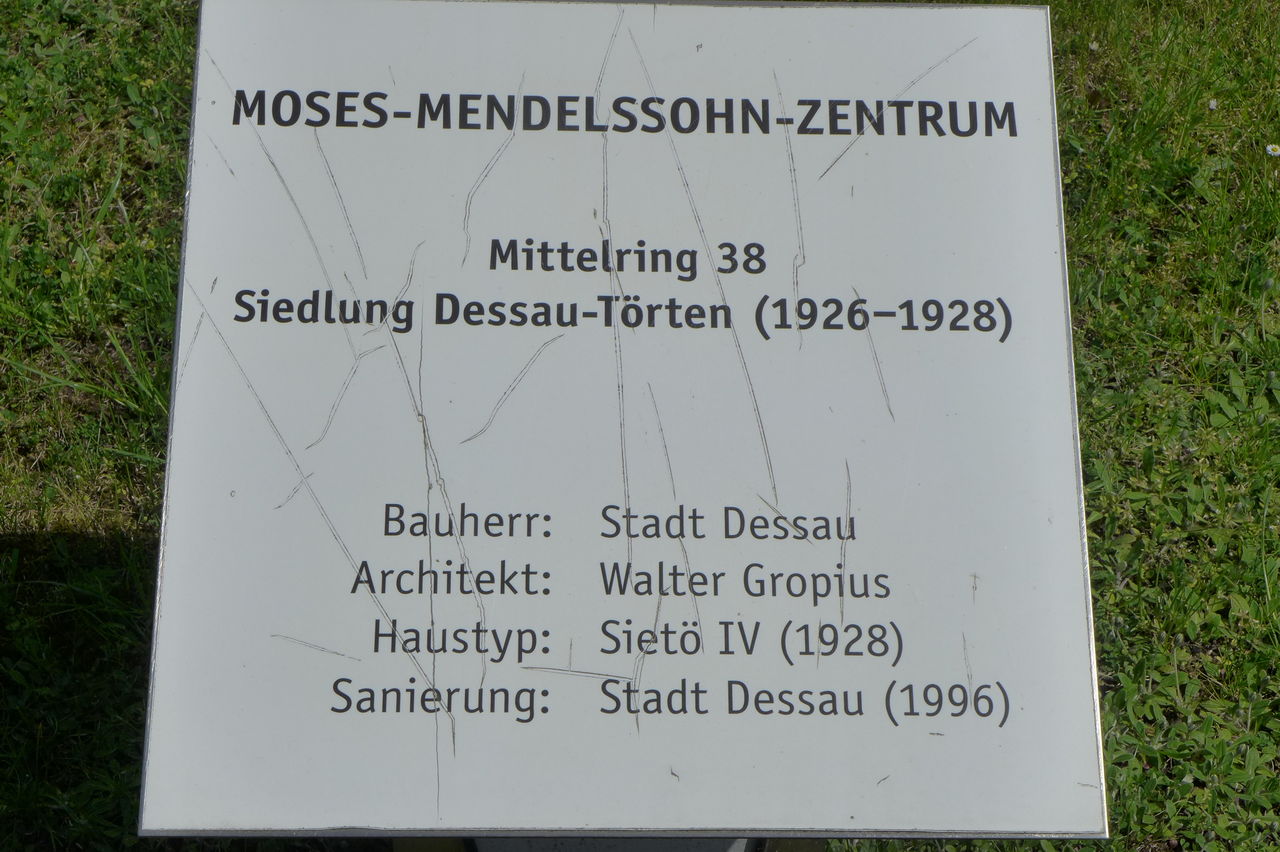 MOSES-MENDELSSOHN-ZENTRUM
Mittelring 38
Siedlung Dessau-Törten (1926–1928)
Bauherr: Stadt Dessau
Architekt: Walter Gropius
Haustyp: Sietö IV (1928)
Sanierung: Stadt Dessau (1996)